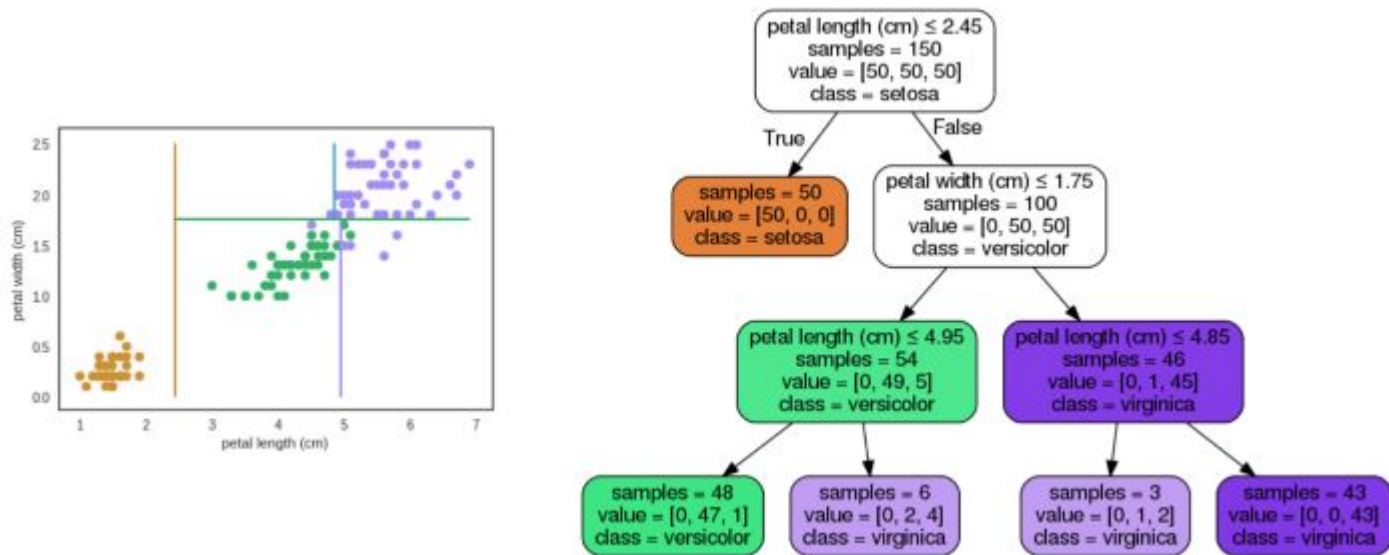 25
20
15
10
05
00
petal width (cm)
1 2 3 4 5 6 7
petal length (cm)
petal length (cm) ≤ 2.45
samples = 150
value = [50, 50, 50]
class = setosa
True
False
samples = 50
value = [50, 0, 0]
class = setosa
petal width (cm) ≤ 1.75
samples = 100
value = [0, 50, 50]
class = versicolor
petal length (cm) ≤ 4.95
samples = 54
value = [0, 49, 5]
class = versicolor
petal length (cm) ≤ 4.85
samples = 46
value = [0, 1, 45]
class = virginica
samples = 48
value = [0, 47, 1]
class = versicolor
samples = 6
value = [0, 2, 4]
class = virginica
samples = 3
value = [0, 1, 2]
class = virginica
samples = 43
value = [0, 0, 43]
class = virginica